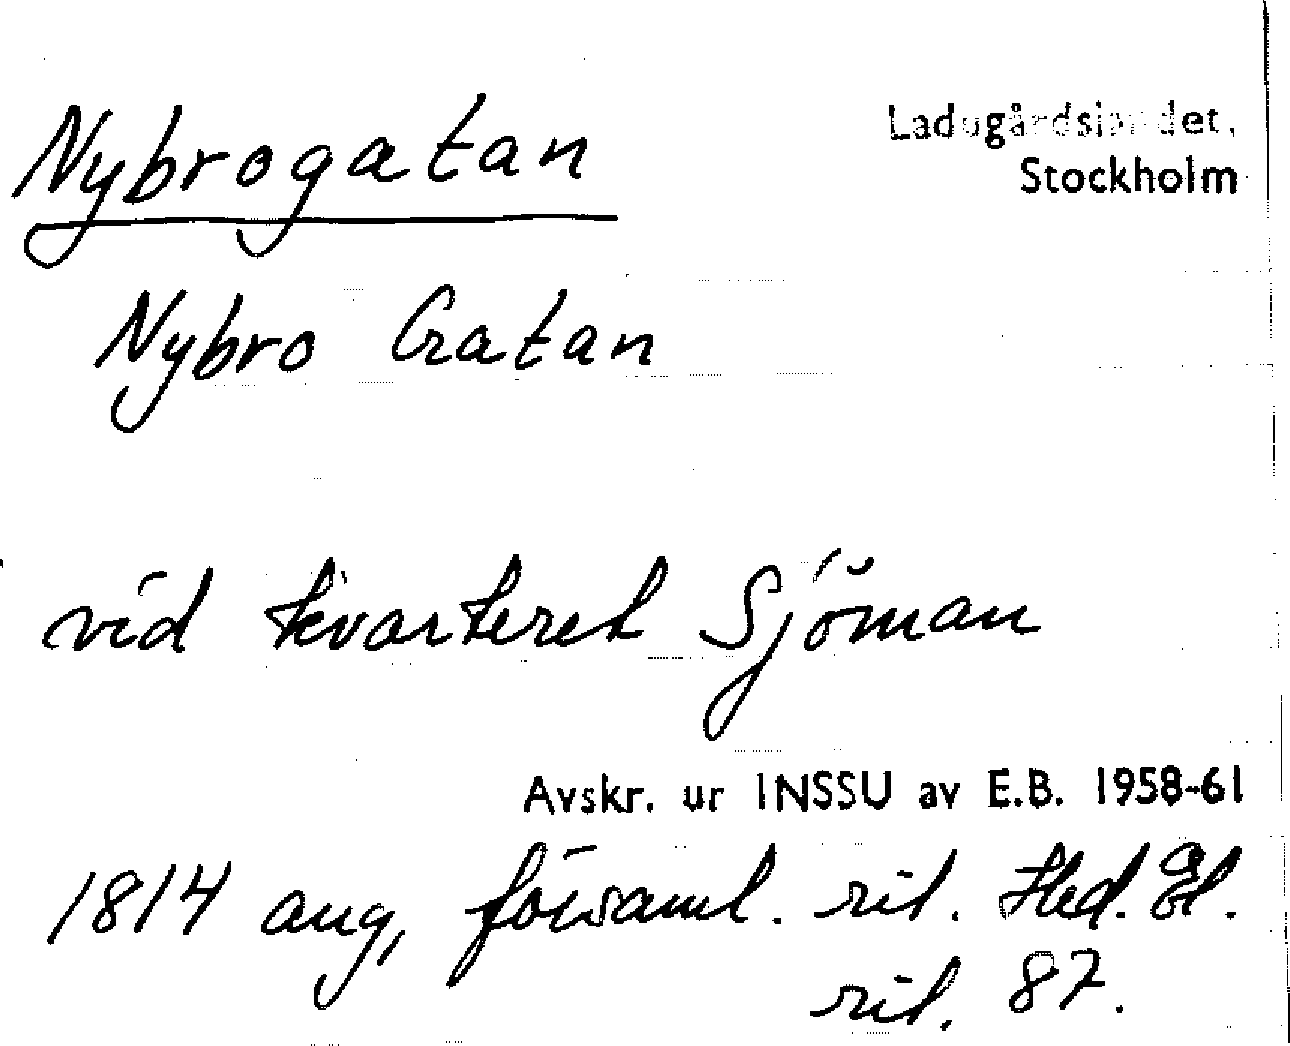 Nybrogatan
Ladugårdslandet,
Stockholm
Nybro Gatan
vid kvarteret Sjöman
Avskr. ur INSSU av E.B. 1958-61
1814 aug, församl. rit. Hed. El.
rit. 87.